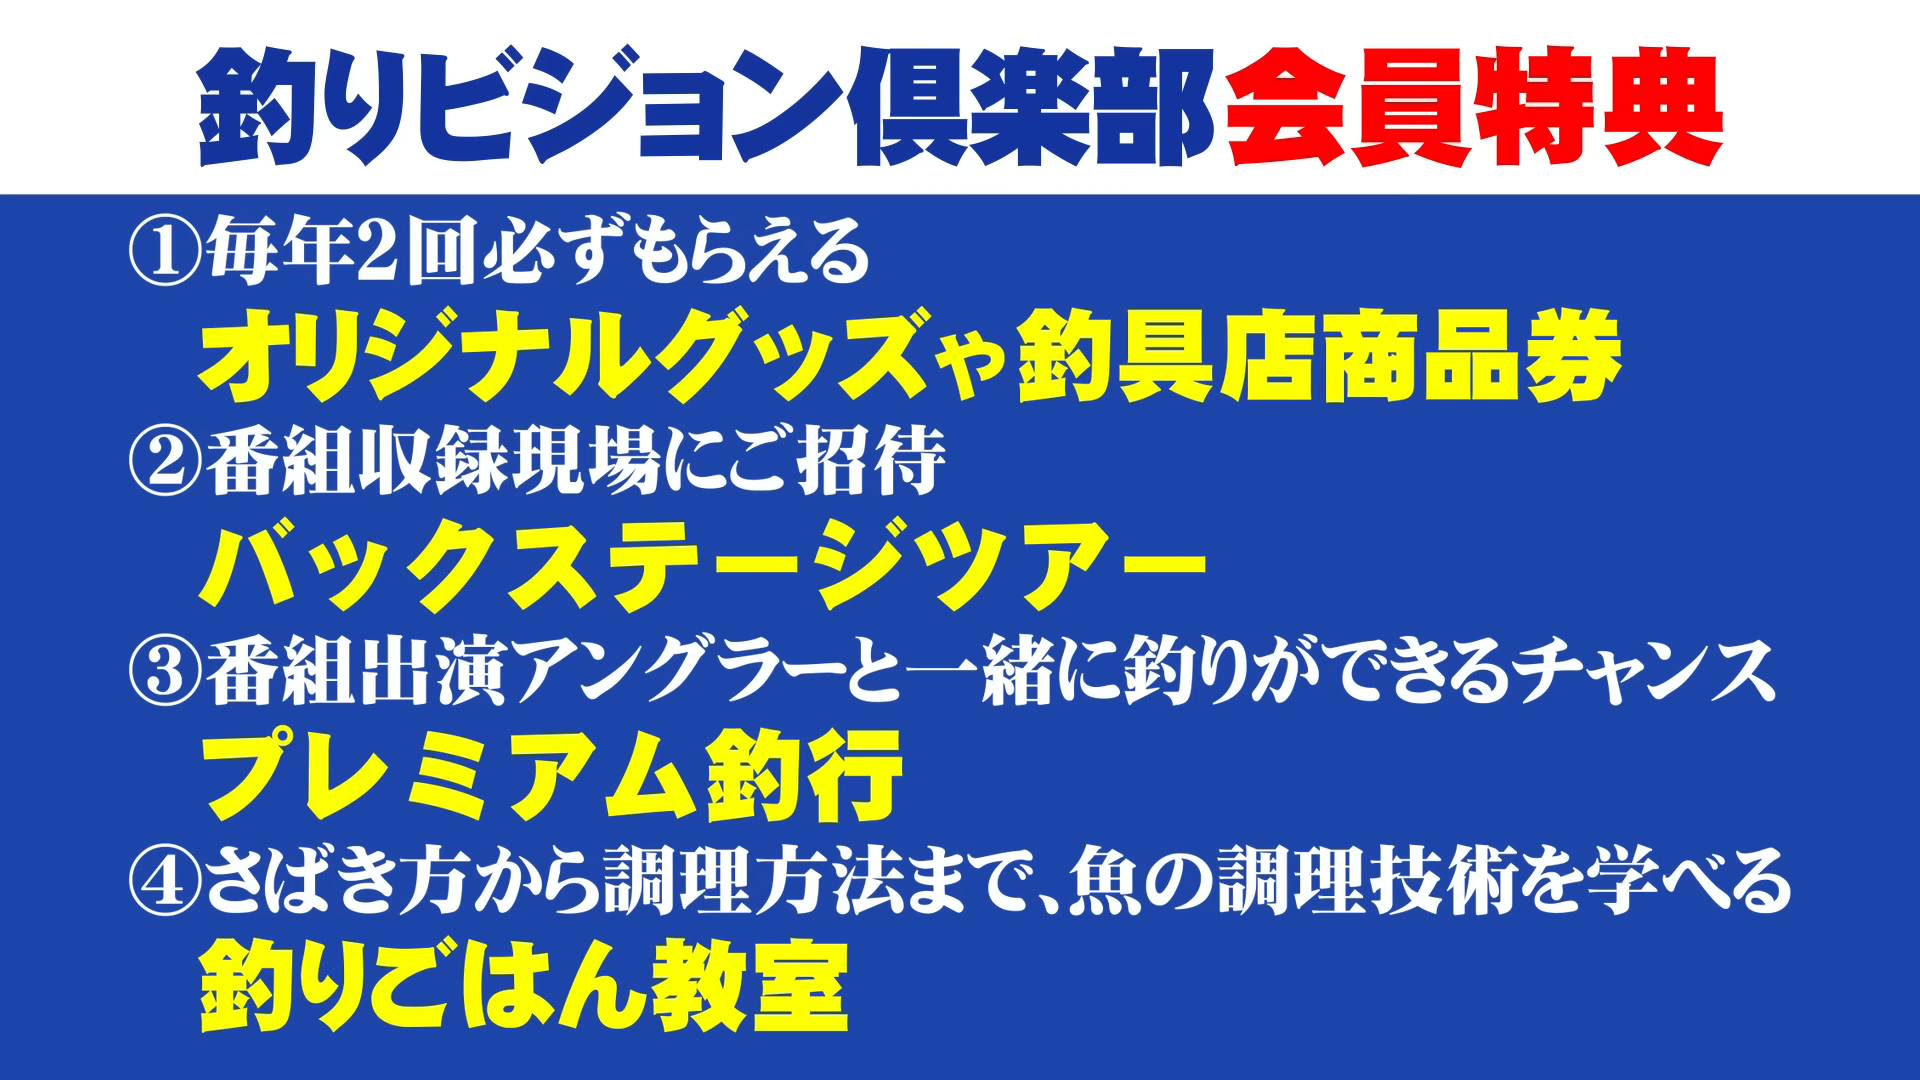 釣りビジョン倶楽部会員特典
①毎年2回必ずもらえる
オリジナルグッズや釣具店商品券
②番組収録現場にご招待
バックステージツアー
③番組出演アングラーと一緒に釣りができるチャンス
プレミアム釣行
④さばき方から調理方法まで、魚の調理技術を学べる
釣りごはん教室